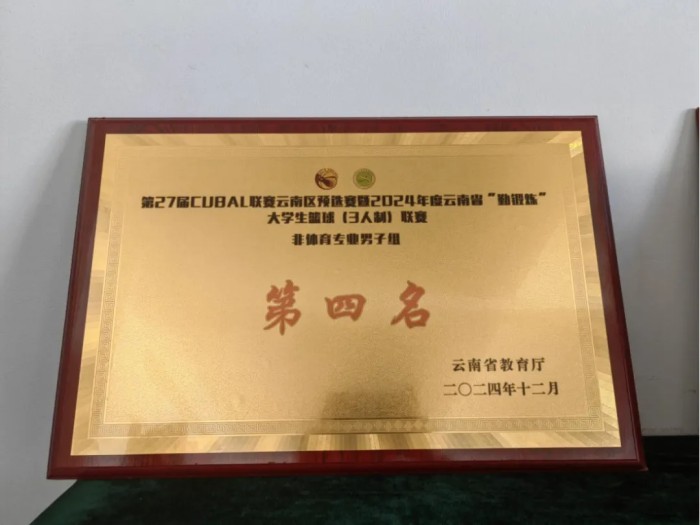 第27届CUBAL联赛云南区预选赛暨2024年度云南省“勤锻炼”
大学生篮球（3人制）联赛
非体育专业男子组
第四名
云南省教育厅
二〇二四年十二月